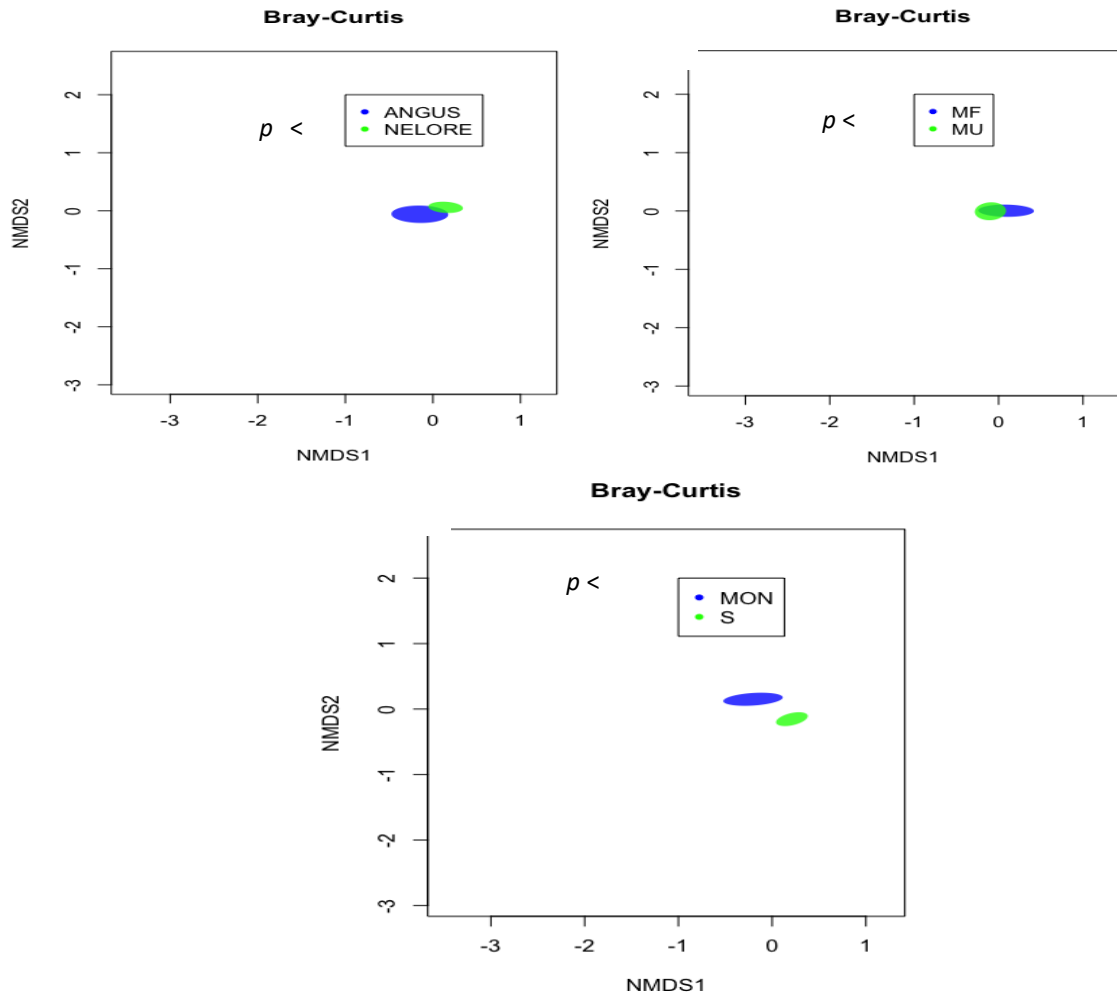 Bray-Curtis
ANGUS
NELORE
p <
2
1
0
-1
-2
-3
NMDS2
-3 -2 -1 0 1
NMDS1
Bray-Curtis
MF
MU
p <
2
1
0
-1
-2
-3
NMDS2
-3 -2 -1 0 1
NMDS1
Bray-Curtis
MON
S
p <
2
1
0
-1
-2
-3
NMDS2
-3 -2 -1 0 1
NMDS1